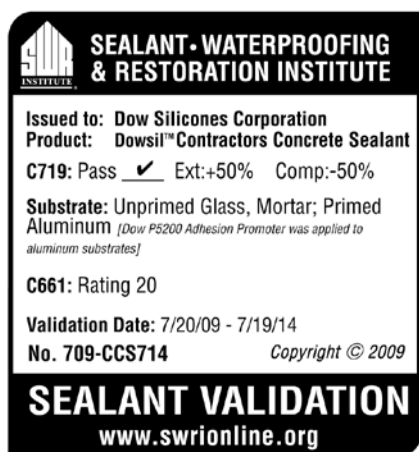 SWR
INSTITUTE
SEALANT•WATERPROOFING
& RESTORATION INSTITUTE
Issued to: Dow Silicones Corporation
Product: Dowsil™ Contractors Concrete Sealant
C719: Pass ✔ Ext:+50% Comp:-50%
Substrate: Unprimed Glass, Mortar; Primed
Aluminum [Dow P5200 Adhesion Promoter was applied to
aluminum substrates]
C661: Rating 20
Validation Date: 7/20/09 - 7/19/14
No. 709-CCS714 Copyright © 2009
SEALANT VALIDATION
www.swrionline.org